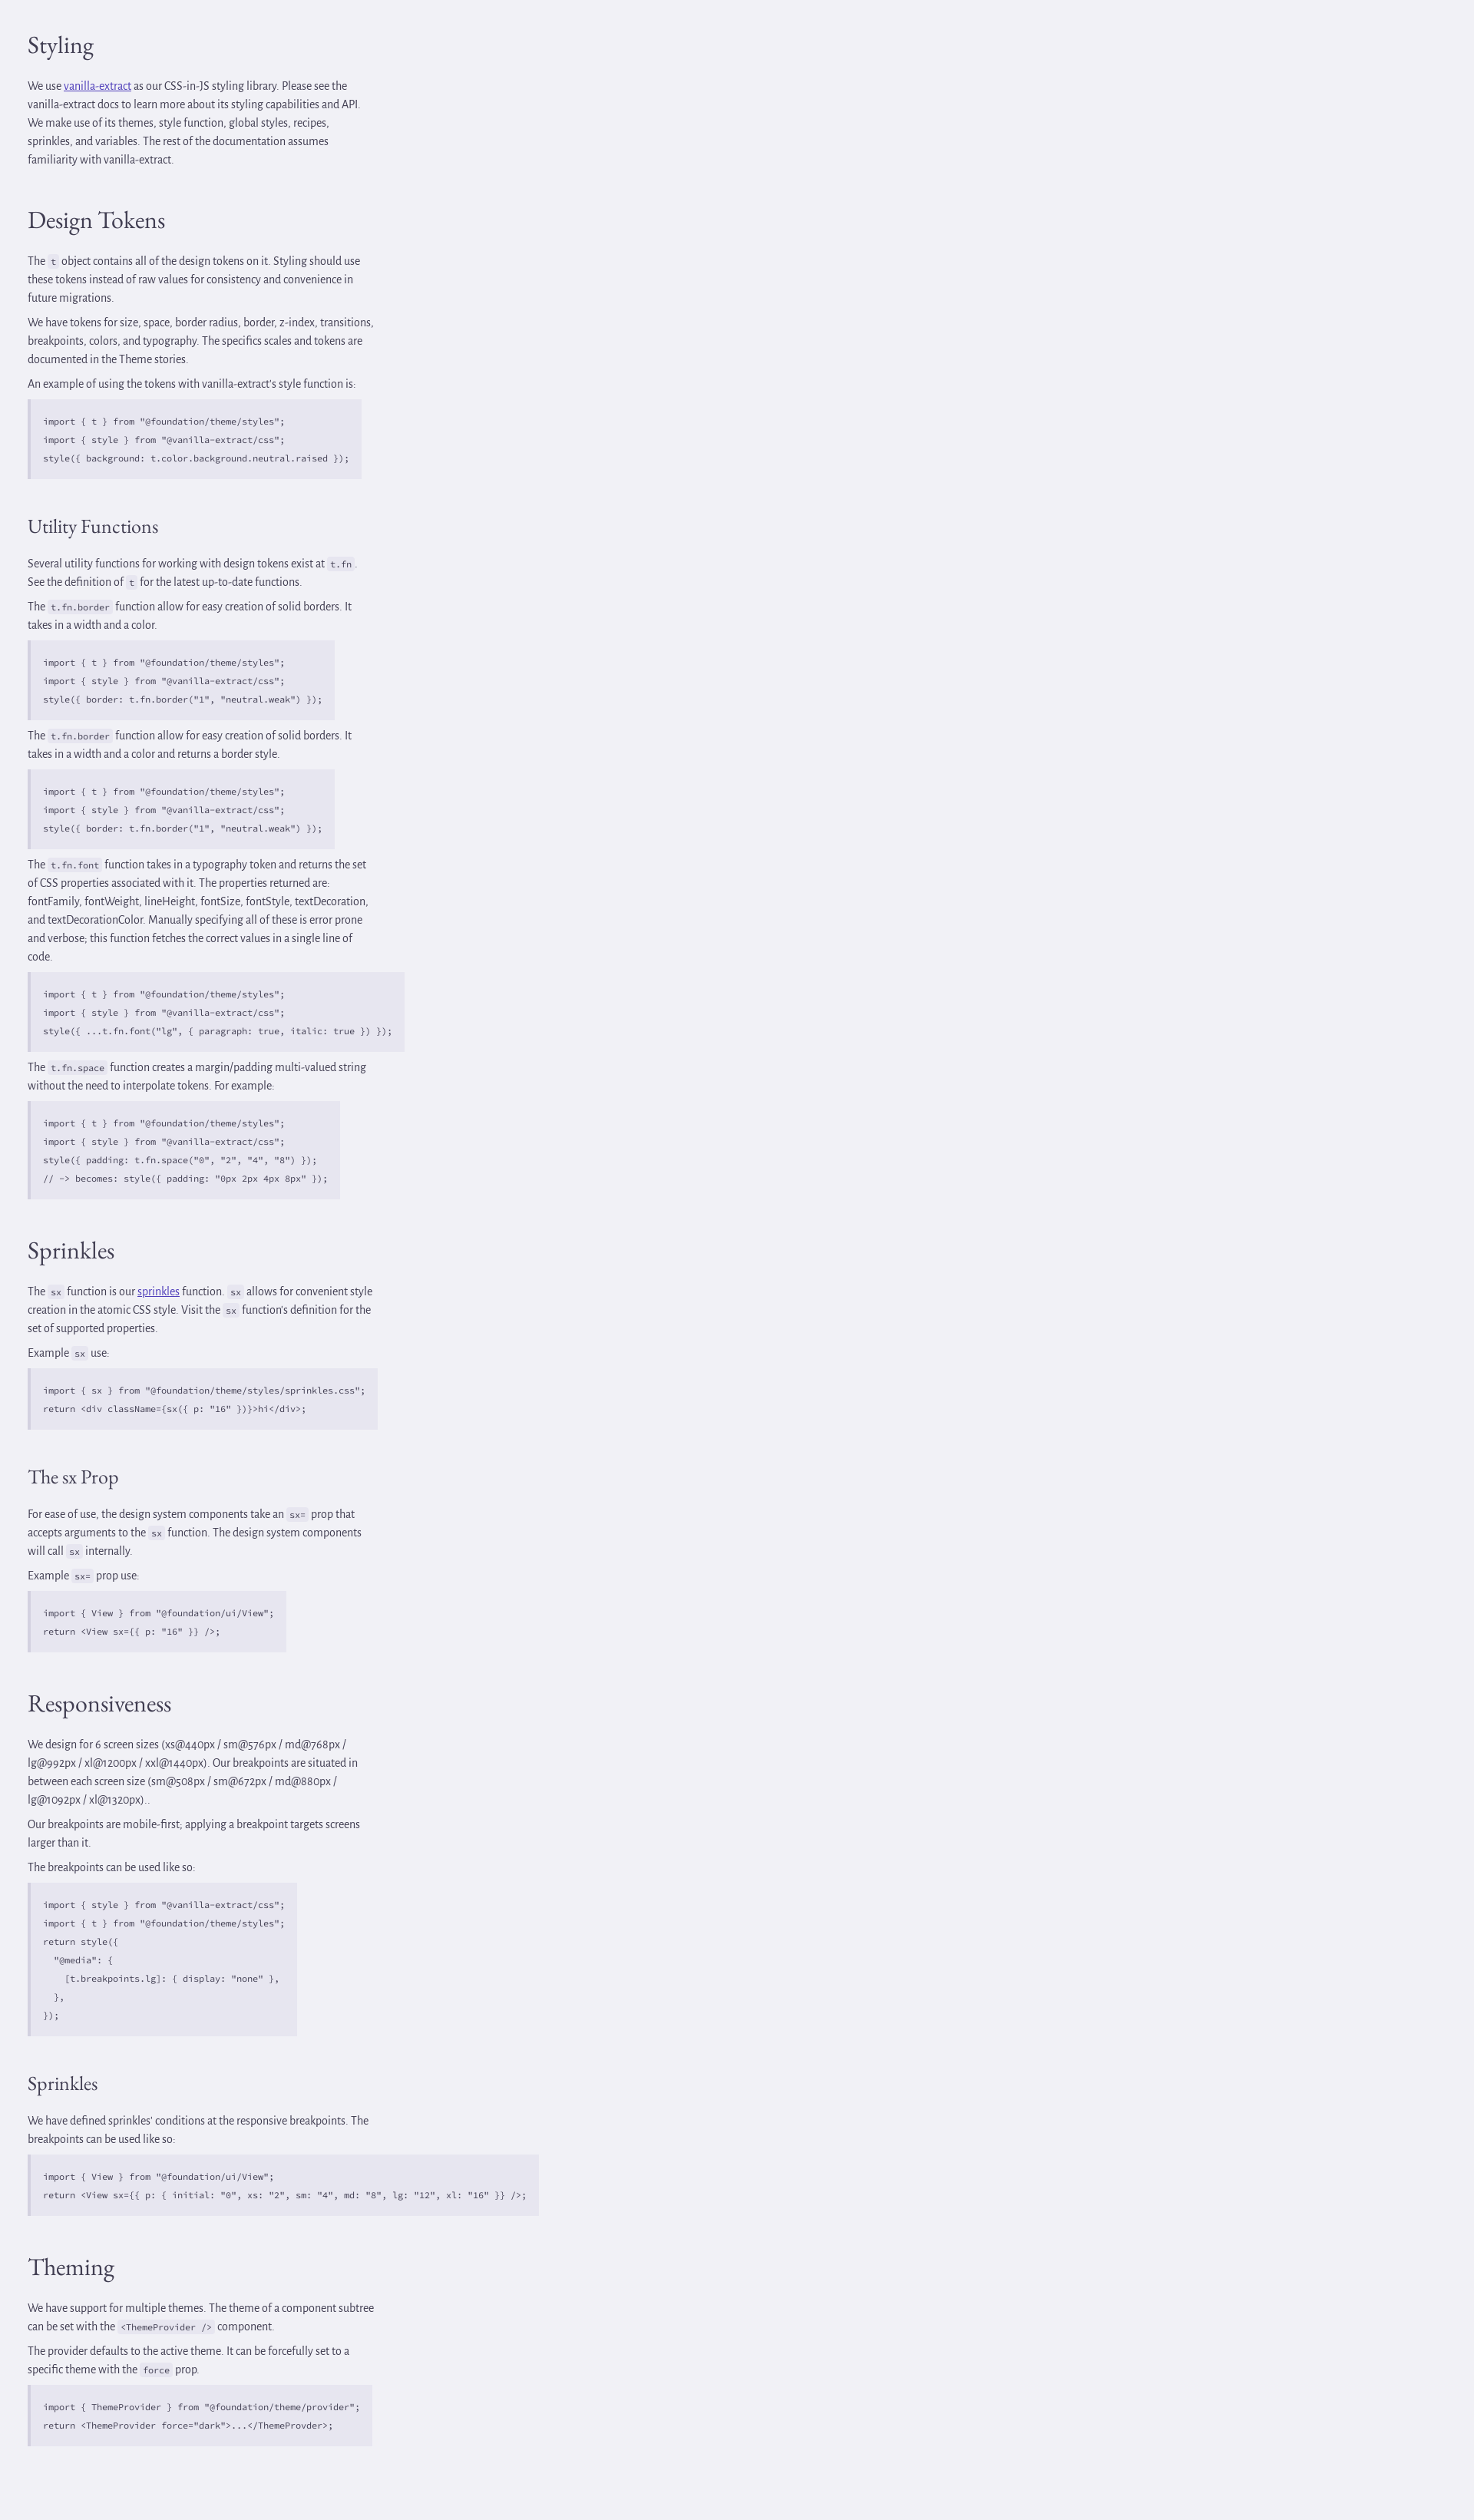 Styling
We use vanilla-extract as our CSS-in-JS styling library. Please see the
vanilla-extract docs to learn more about its styling capabilities and API.
We make use of its themes, style function, global styles, recipes,
sprinkles, and variables. The rest of the documentation assumes
familiarity with vanilla-extract.
Design Tokens
The t object contains all of the design tokens on it. Styling should use
these tokens instead of raw values for consistency and convenience in
future migrations.
We have tokens for size, space, border radius, border, z-index, transitions,
breakpoints, colors, and typography. The specifics scales and tokens are
documented in the Theme stories.
An example of using the tokens with vanilla-extract's style function is:
import { t } from "@foundation/theme/styles";
import { style } from "@vanilla-extract/css";
style({ background: t.color.background.neutral.raised });
Utility Functions
Several utility functions for working with design tokens exist at t.fn.
See the definition of t for the latest up-to-date functions.
The t.fn.border function allow for easy creation of solid borders. It
takes in a width and a color.
import { t } from "@foundation/theme/styles";
import { style } from "@vanilla-extract/css";
style({ border: t.fn.border("1", "neutral.weak") });
The t.fn.border function allow for easy creation of solid borders. It
takes in a width and a color and returns a border style.
import { t } from "@foundation/theme/styles";
import { style } from "@vanilla-extract/css";
style({ border: t.fn.border("1", "neutral.weak") });
The t.fn.font function takes in a typography token and returns the set
of CSS properties associated with it. The properties returned are:
fontFamily, fontWeight, lineHeight, fontSize, fontStyle, textDecoration,
and textDecorationColor. Manually specifying all of these is error prone
and verbose; this function fetches the correct values in a single line of
code.
import { t } from "@foundation/theme/styles";
import { style } from "@vanilla-extract/css";
style({ ...t.fn.font("lg", { paragraph: true, italic: true }) });
The t.fn.space function creates a margin/padding multi-valued string
without the need to interpolate tokens. For example:
import { t } from "@foundation/theme/styles";
import { style } from "@vanilla-extract/css";
style({ padding: t.fn.space("0", "2", "4", "8") });
// -> becomes: style({ padding: "0px 2px 4px 8px" });
Sprinkles
The sx function is our sprinkles function. sx allows for convenient style
creation in the atomic CSS style. Visit the sx function's definition for the
set of supported properties.
Example sx use:
import { sx } from "@foundation/theme/styles/sprinkles.css";
return <div className={sx({ p: "16" })}>hi</div>;
The sx Prop
For ease of use, the design system components take an sx= prop that
accepts arguments to the sx function. The design system components
will call sx internally.
Example sx= prop use:
import { View } from "@foundation/ui/View";
return <View sx={{ p: "16" }} />;
Responsiveness
We design for 6 screen sizes (xs@440px / sm@576px / md@768px /
lg@992px / xl@1200px / xxl@1440px). Our breakpoints are situated in
between each screen size (sm@508px / sm@672px / md@880px /
lg@1092px / xl@1320px)..
Our breakpoints are mobile-first; applying a breakpoint targets screens
larger than it.
The breakpoints can be used like so:
import { style } from "@vanilla-extract/css";
import { t } from "@foundation/theme/styles";
return style({
  "@media": {
    [t.breakpoints.lg]: { display: "none" },
  },
});
Sprinkles
We have defined sprinkles' conditions at the responsive breakpoints. The
breakpoints can be used like so:
import { View } from "@foundation/ui/View";
return <View sx={{ p: { initial: "0", xs: "2", sm: "4", md: "8", lg: "12", xl: "16" }} />;
Theming
We have support for multiple themes. The theme of a component subtree
can be set with the <ThemeProvider /> component.
The provider defaults to the active theme. It can be forcefully set to a
specific theme with the force prop.
import { ThemeProvider } from "@foundation/theme/provider";
return <ThemeProvider force="dark">...</ThemeProvder>;